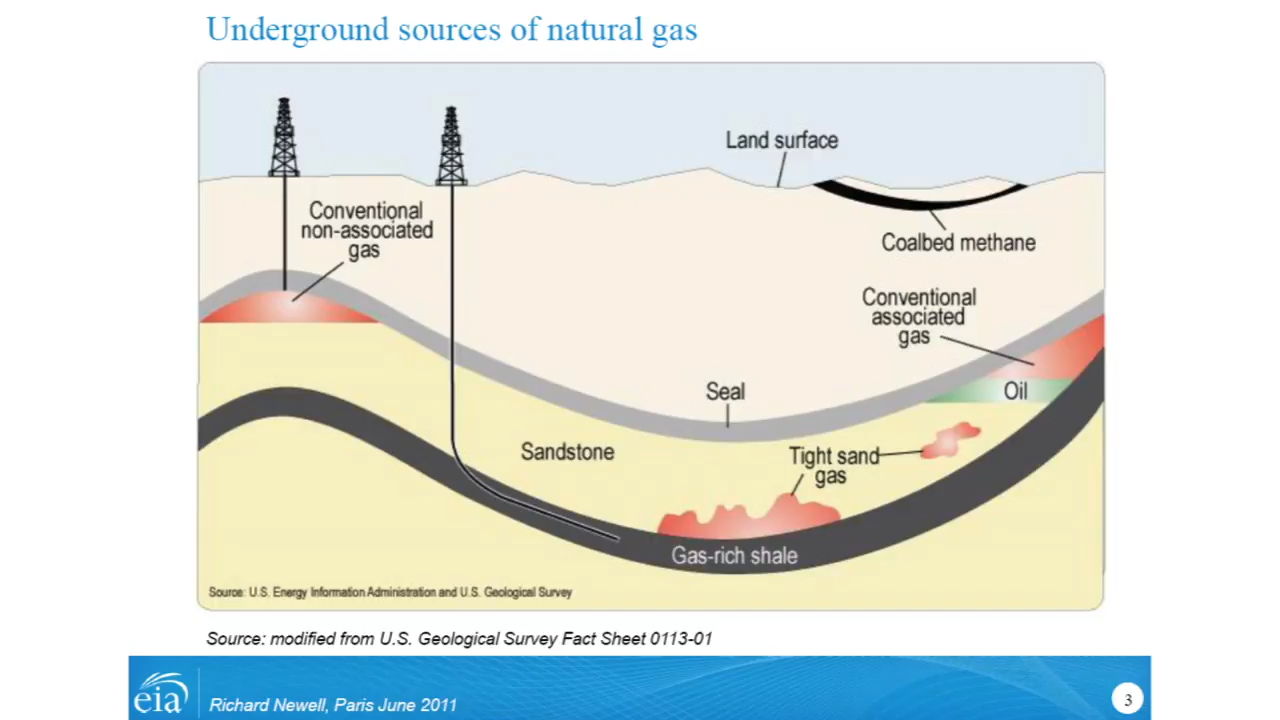 Underground sources of natural gas
Land surface
Conventional
non-associated
gas
Coalbed methane
Conventional
associated
gas
Seal
Oil
Sandstone
Tight sand
gas
Gas-rich shale
Source: U.S. Energy Information Administration and U.S. Geological Survey
Source: modified from U.S. Geological Survey Fact Sheet 0113-01
eia
Richard Newell, Paris June 2011
3